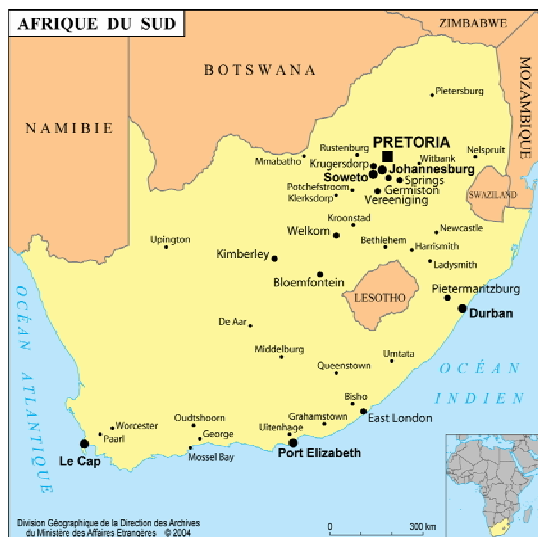 AFRIQUE DU SUD
ZIMBABWE
BOTSWANA
MOZAMBIQUE
NAMIBIE
Pietersburg
PRETORIA
Rustenburg
Mmabatho
Krugersdorp
Witbank
Nelspruit
Johannesburg
Soweto
Springs
Potchefstroom
Germiston
SWAZILAND
Klerksdorp
Vereeniging
Kroonstad
Newcastle
Welkom
Bethlehem
Harrismith
Upington
Kimberley
Ladysmith
Bloemfontein
Pietermaritzburg
LESOTHO
Durban
De Aar
Middelburg
Umtata
Queenstown
OCÉAN
INDIEN
OCÉAN ATLANTIQUE
Bisho
East London
Grahamstown
Oudtshoorn
Worcester
Uitenhage
George
Paarl
Le Cap
Mossel Bay
Port Elizabeth
Division Géographique de la Direction des Archives
du Ministère des Affaires Etrangères © 2004
0 300 km